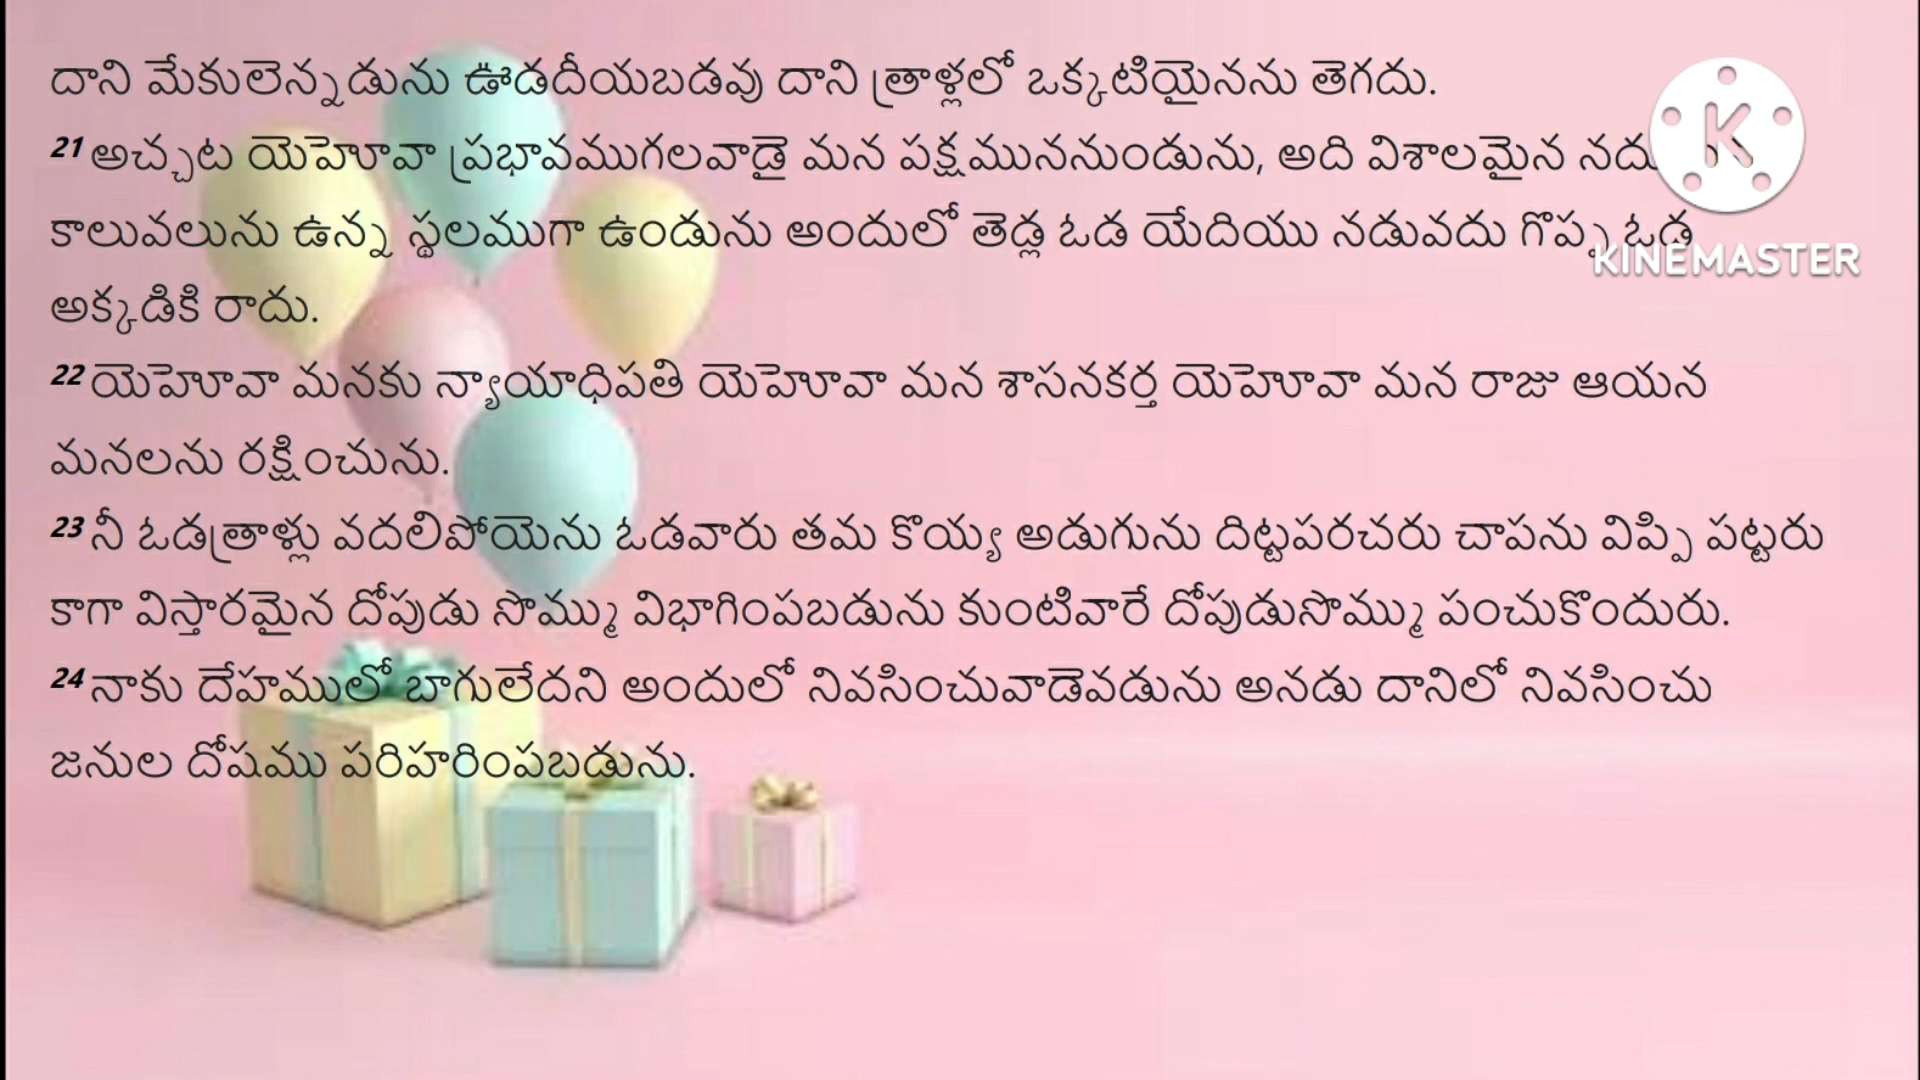 దాని మేకులెన్నడును ఊడదీయబడవు దాని త్రాళ్లలో ఒక్కటియైనను తెగదు.
21 అచ్చట యెహెూవా ప్రభావముగలవాడై మన పక్షముననుండును, అది విశాలమైన
కాలువలును ఉన్న స్థలముగా ఉండును అందులో తెడ్ల ఓడ యేదియు నడువదు గొప్ప ఓడ
అక్కడికి రాదు.
22 యెహెూవా మనకు న్యాయాధిపతి యెహెూవా మన శాసనకర్త యెహెూవా మన రాజు ఆయన
మనలను రక్షించును.
23 నీ ఓడత్రాళ్లు వదలిపోయెను ఓడవారు తమ కొయ్య అడుగును దిట్టపరచరు చాపను విప్పి పట్టరు
కాగా విస్తారమైన దోపుడు సొమ్ము విభాగింపబడును కుంటివారే దోపుడుసొమ్ము పంచుకొందురు.
24 నాకు దేహములో బాగులేదని అందులో నివసించువాడెవడును అనడు దానిలో నివసించు
జనుల దోషము పరిహరింపబడును.
K
KINEMASTER